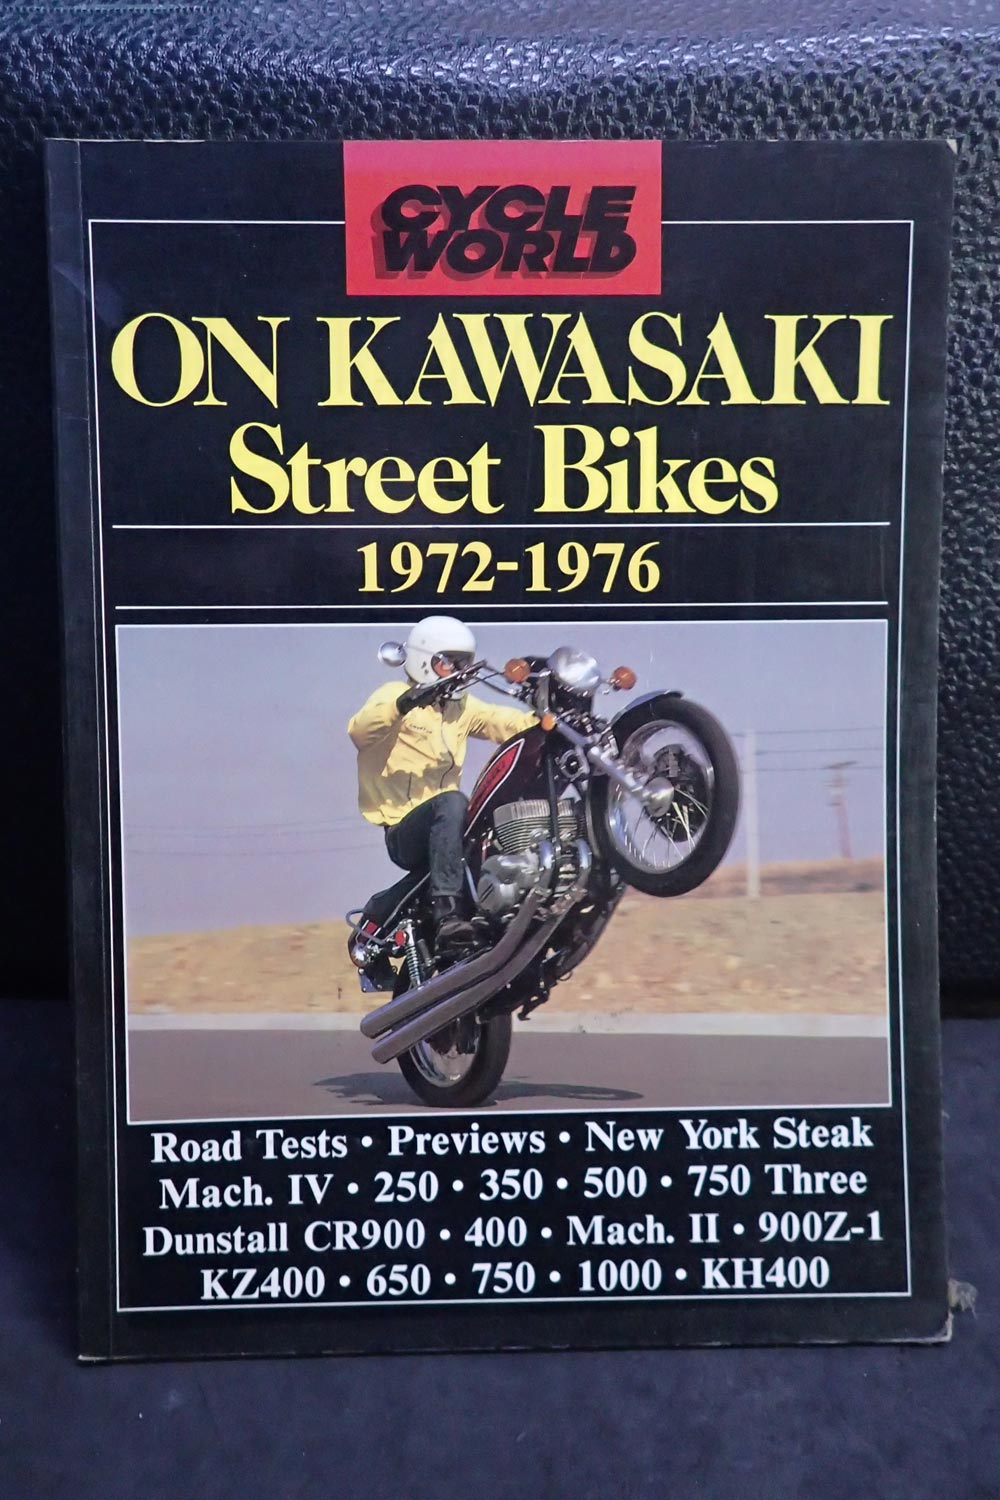 CYCLE
WORLD
ON KAWASAKI
Street Bikes
1972-1976
Road Tests • Previews • New York Steak
Mach. IV • 250 • 350 • 500 • 750 Three
Dunstall CR900 • 400 • Mach. II • 900Z-1
KZ400 • 650 • 750 • 1000 • KH400